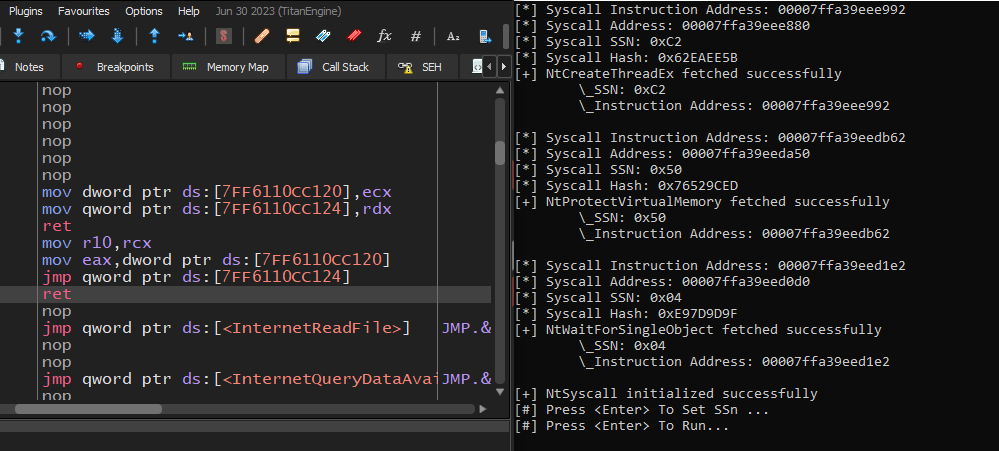 Plugins Favourites Options Help Jun 30 2023 (TitanEngine)
fx # A2
Notes Breakpoints Memory Map Call Stack SEH
nop
nop
nop
nop
nop
nop
mov dword ptr ds:[7FF6110CC120],ecx
mov qword ptr ds:[7FF6110CC124],rdx
ret
mov r10,rcx
mov eax,dword ptr ds:[7FF6110CC120]
jmp qword ptr ds:[7FF6110CC124]
ret
nop
jmp qword ptr ds:[<InternetReadFile>] JMP.&
nop
nop
jmp qword ptr ds:[<InternetQueryDataAvai JMP.&
nop
[*] Syscall Instruction Address: 00007ffa39eee992
[*] Syscall Address: 00007ffa39eee880
[*] Syscall SSN: 0xC2
[*] Syscall Hash: 0x62EAEE5B
[+] NtCreateThreadEx fetched successfully
\_SSN: 0xC2
\_Instruction Address: 00007ffa39eee992
[*] Syscall Instruction Address: 00007ffa39eedb62
[*] Syscall Address: 00007ffa39eeda50
[*] Syscall SSN: 0x50
[*] Syscall Hash: 0x76529CED
[+] NtProtectVirtualMemory fetched successfully
\_SSN: 0x50
\_Instruction Address: 00007ffa39eedb62
[*] Syscall Instruction Address: 00007ffa39eed1e2
[*] Syscall Address: 00007ffa39eed0d0
[*] Syscall SSN: 0x04
[*] Syscall Hash: 0xE97D9D9F
[+] NtWaitForSingleObject fetched successfully
\_SSN: 0x04
\_Instruction Address: 00007ffa39eed1e2
[+] NtSyscall initialized successfully
[#] Press <Enter> To Set SSn ...
[#] Press <Enter> To Run...